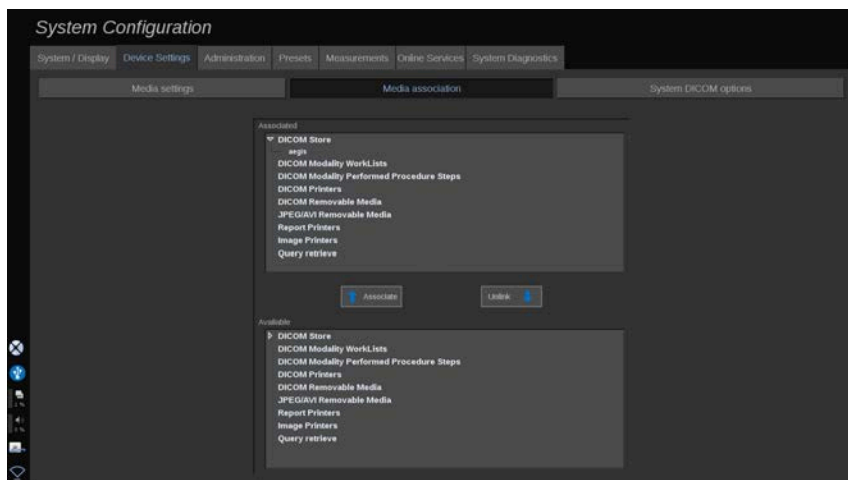 System Configuration
System / Display Device Settings Administration Presets Measurements Online Services System Diagnostics
Media settings Media association System DICOM options
Associated
DICOM Store
aegis
DICOM Modality WorkLists
DICOM Modality Performed Procedure Steps
DICOM Printers
DICOM Removable Media
JPEG/AVI Removable Media
Report Printers
Image Printers
Query retrieve
Associate Unlink
Available
DICOM Store
DICOM Modality WorkLists
DICOM Modality Performed Procedure Steps
DICOM Printers
DICOM Removable Media
JPEG/AVI Removable Media
Report Printers
Image Printers
Query retrieve